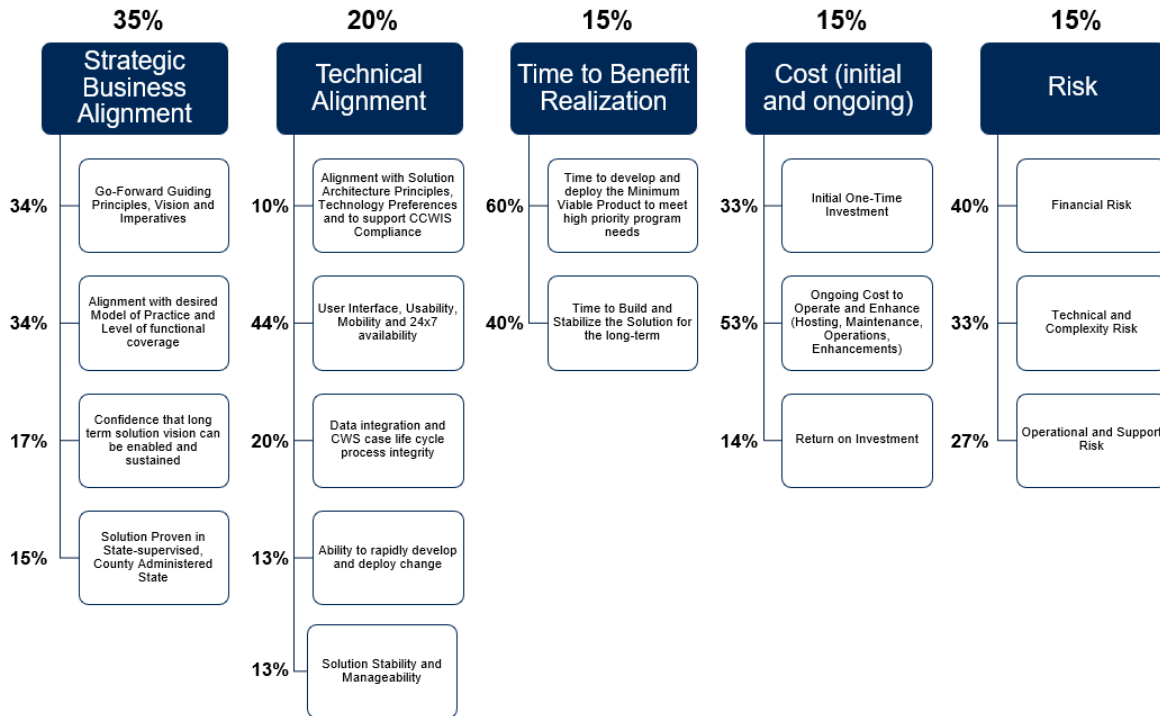 35%
Strategic
Business
Alignment
34%
Go-Forward Guiding
Principles, Vision and
Imperatives
34%
Alignment with desired
Model of Practice and
Level of functional
coverage
17%
Confidence that long
term solution vision can
be enabled and
sustained
15%
Solution Proven in
State-supervised,
County Administered
State
20%
Technical
Alignment
10%
Alignment with Solution
Architecture Principles,
Technology Preferences
and to support CCWIS
Compliance
44%
User Interface, Usability,
Mobility and 24x7
availability
20%
Data integration and
CWS case life cycle
process integrity
13%
Ability to rapidly develop
and deploy change
13%
Solution Stability and
Manageability
15%
Time to Benefit
Realization
60%
Time to develop and
deploy the Minimum
Viable Product to meet
high priority program
needs
40%
Time to Build and
Stabilize the Solution for
the long-term
15%
Cost (initial
and ongoing)
33%
Initial One-Time
Investment
53%
Ongoing Cost to
Operate and Enhance
(Hosting, Maintenance,
Operations,
Enhancements)
14%
Return on Investment
15%
Risk
40%
Financial Risk
33%
Technical and
Complexity Risk
27%
Operational and Support
Risk